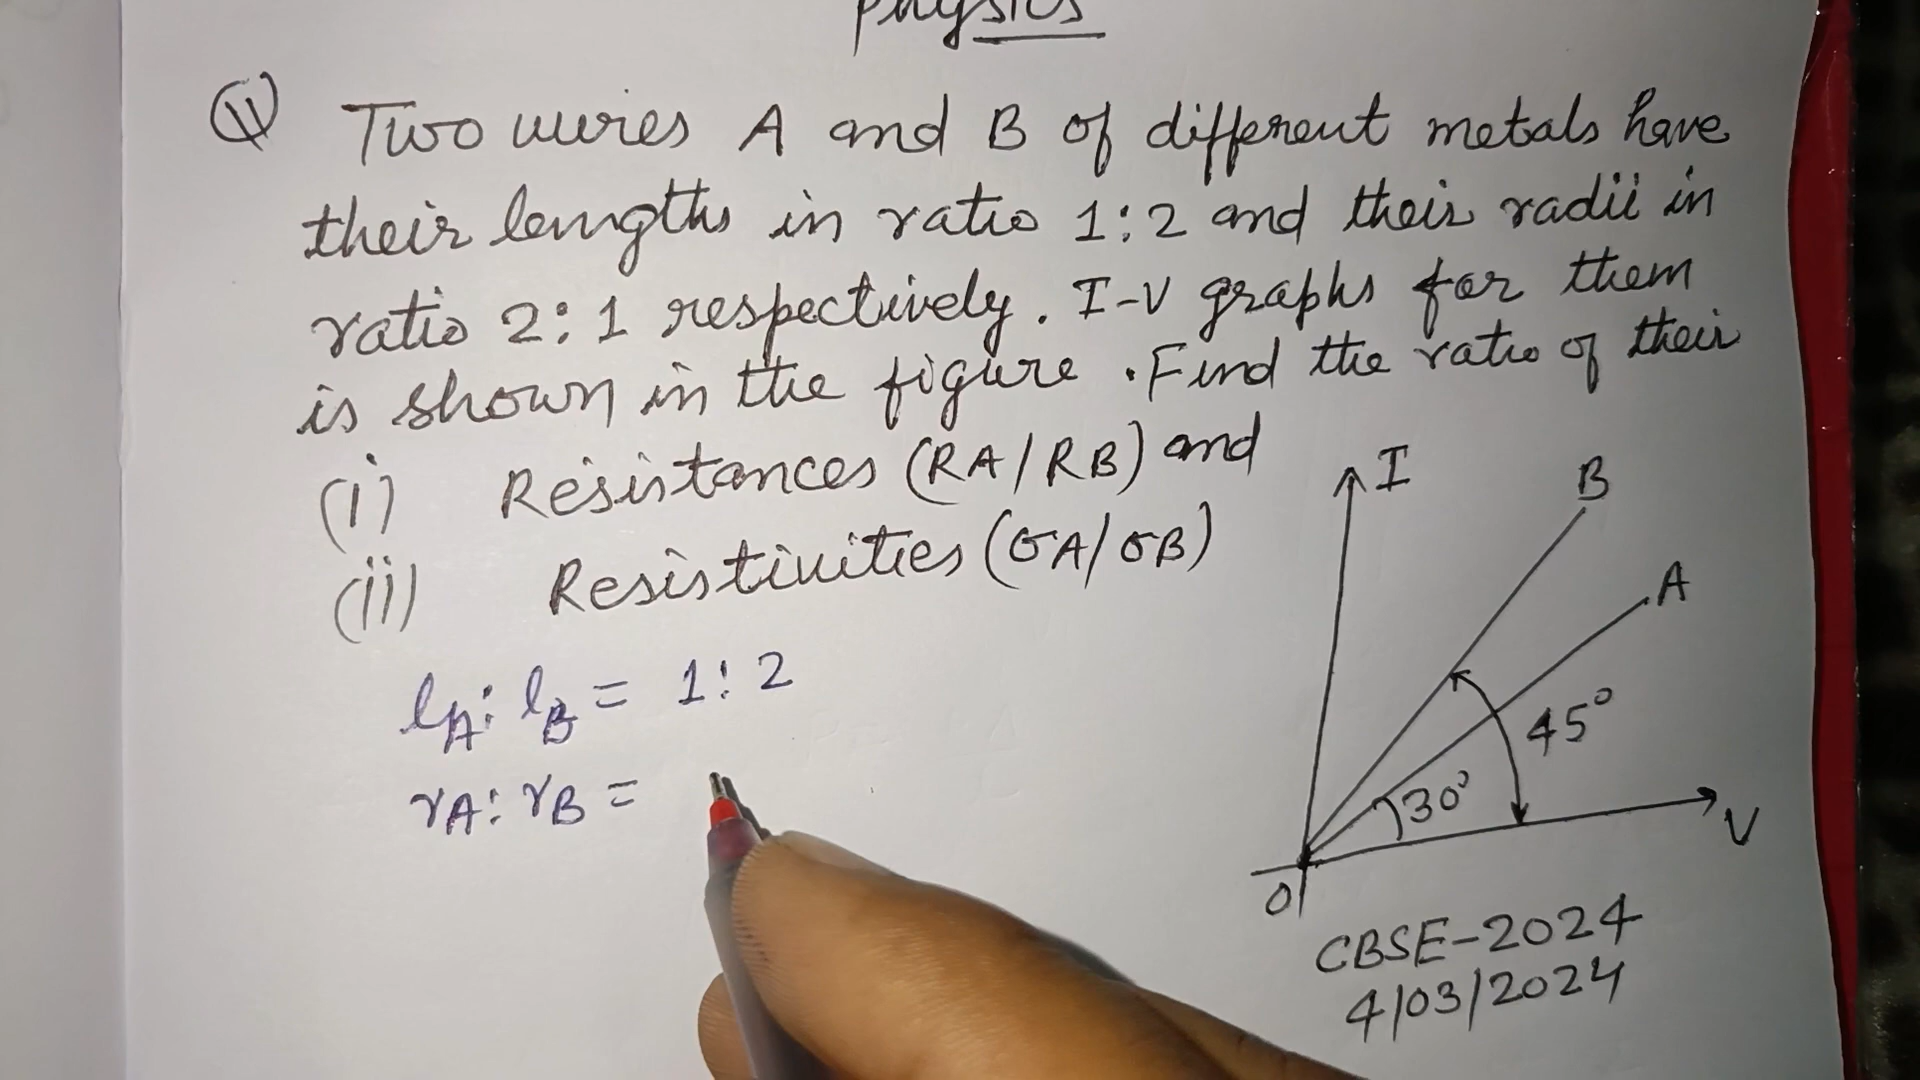 Physics
(11) Two wires A and B of different metals have
their lengths in ratio 1:2 and their radii in
ratio 2:1 respectively. I-V graphs for them
is shown in the figure. Find the ratio of their
(i) Resistances (RA/RB) and
(ii) Resistivities (σA/σB)
lA: lB = 1:2
rA: rB =
I
B
A
45°
30°
V
O
CBSE-2024
4/03/2024